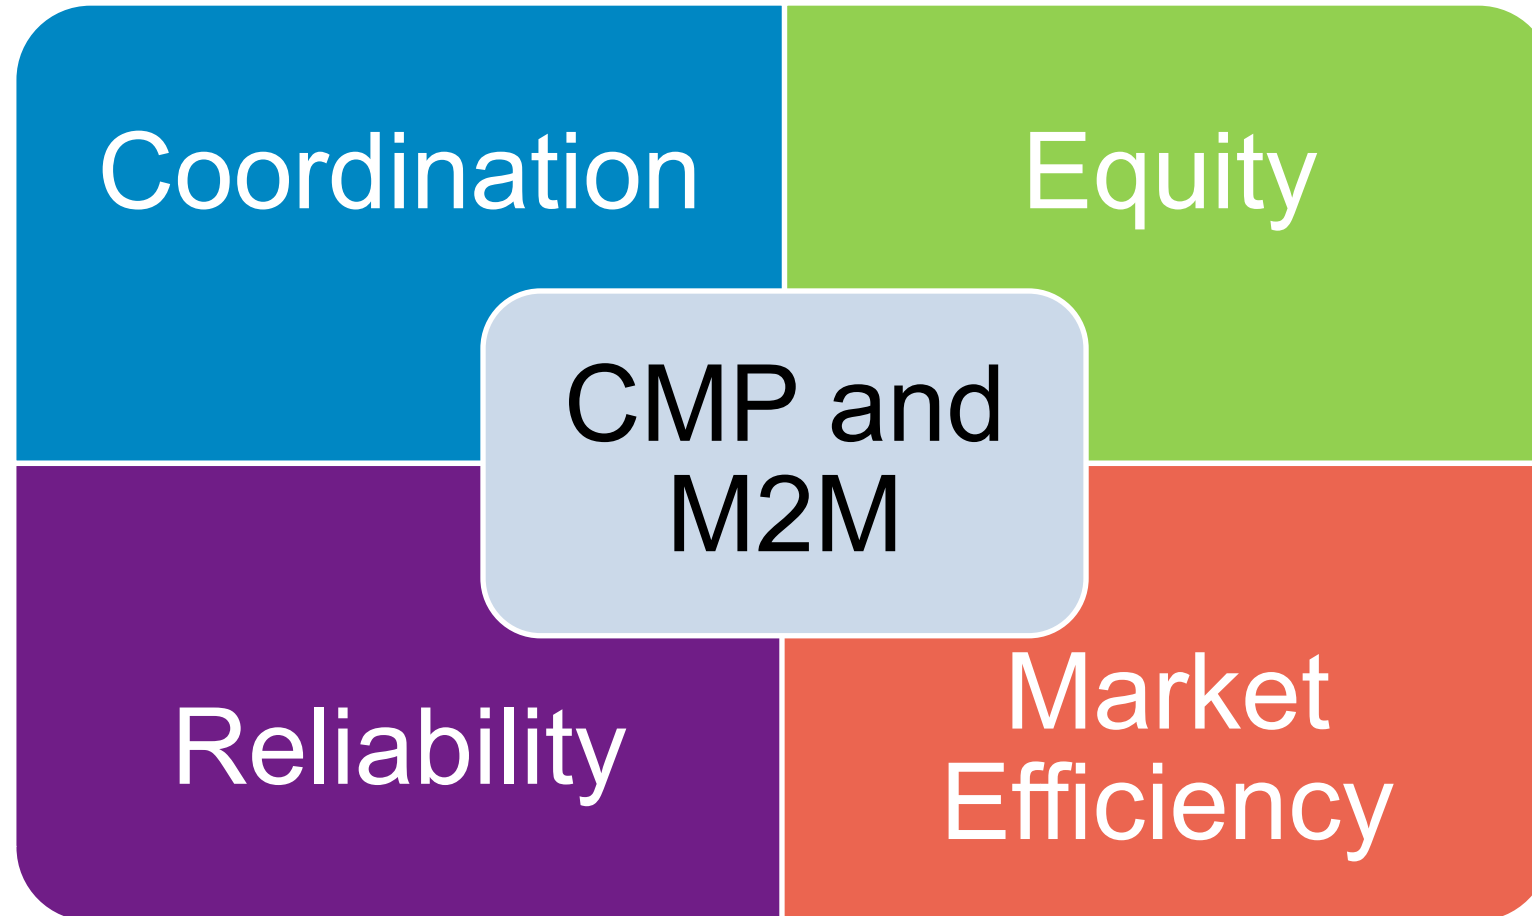 Coordination
Equity
CMP and
M2M
Reliability
Market
Efficiency